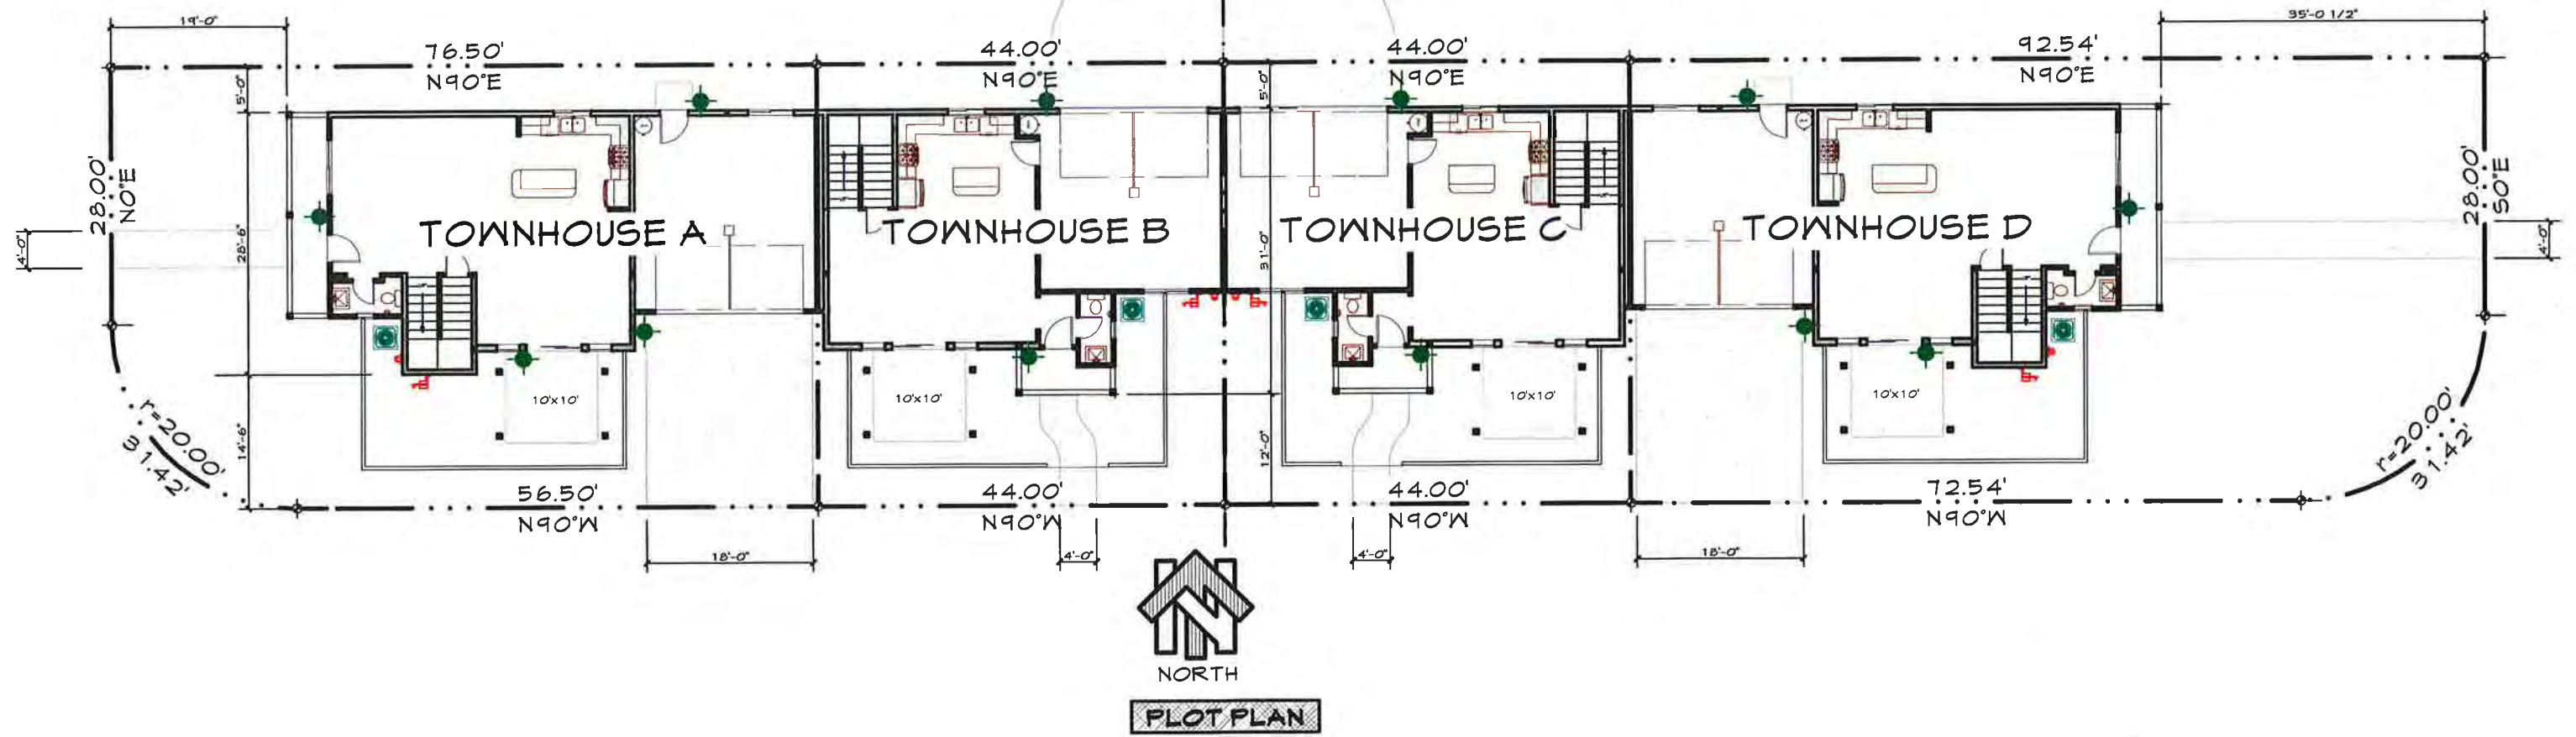 19'-0"
35'-0 1/2"
76.50'
N90°E
44.00'
N90°E
44.00'
N90°E
92.54'
N90°E
5'-0"
5'-0"
28.00'
N0°E
28.00'
S0°E
TOWNHOUSE A
TOWNHOUSE B
TOWNHOUSE C
TOWNHOUSE D
4'-0"
28'-6"
31'-0"
4'-0"
10'x10'
10'x10'
10'x10'
10'x10'
r=20.00'
31.42'
14'-6"
12'-0"
r=20.00'
31.42'
56.50'
N90°W
44.00'
N90°W
44.00'
N90°W
72.54'
N90°W
18'-0"
4'-0"
4'-0"
18'-0"
NORTH
PLOT PLAN